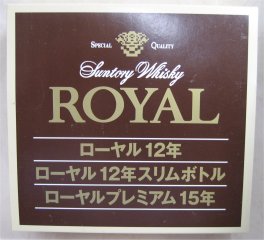 SPECIAL QUALITY
Suntory Whisky
ROYAL
ローヤル 12年
ローヤル 12年スリムボトル
ローヤルプレミアム 15年